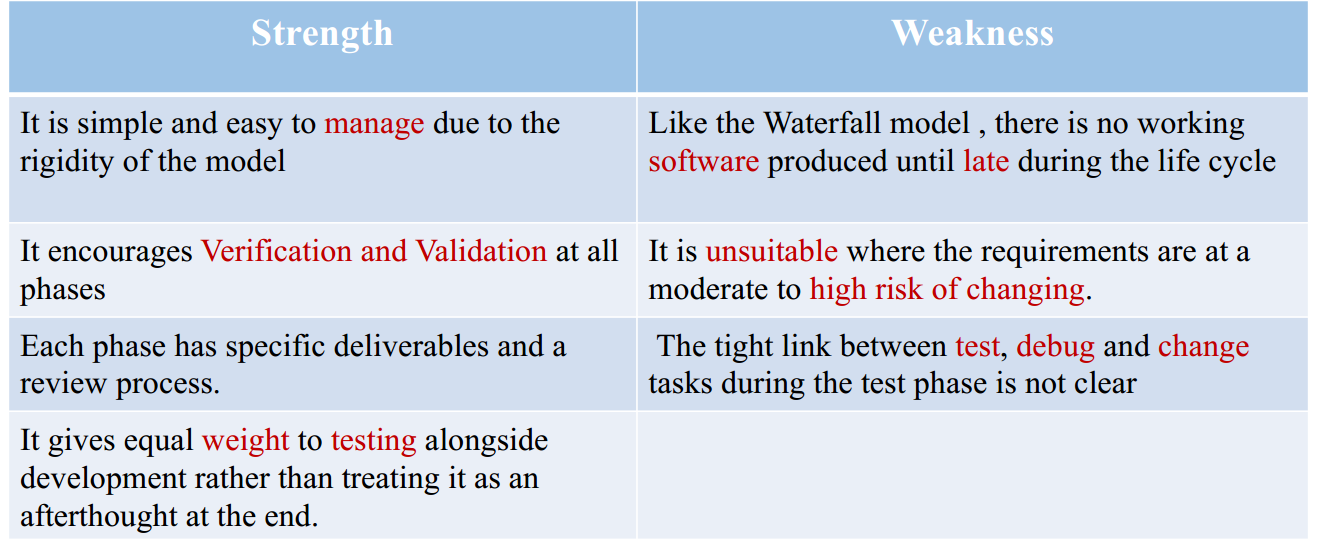 Strength
Weakness
It is simple and easy to manage due to the
rigidity of the model
Like the Waterfall model , there is no working
software produced until late during the life cycle
It encourages Verification and Validation at all
phases
It is unsuitable where the requirements are at a
moderate to high risk of changing.
Each phase has specific deliverables and a
review process.
The tight link between test, debug and change
tasks during the test phase is not clear
It gives equal weight to testing alongside
development rather than treating it as an
afterthought at the end.